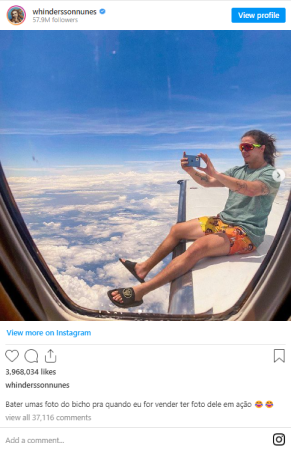 whinderssonnunes
57.9M followers
View profile
View more on Instagram
3,968,034 likes
whinderssonnunes
Bater umas foto do bicho pra quando eu for vender ter foto dele em ação 😂😂
view all 37,116 comments
Add a comment...